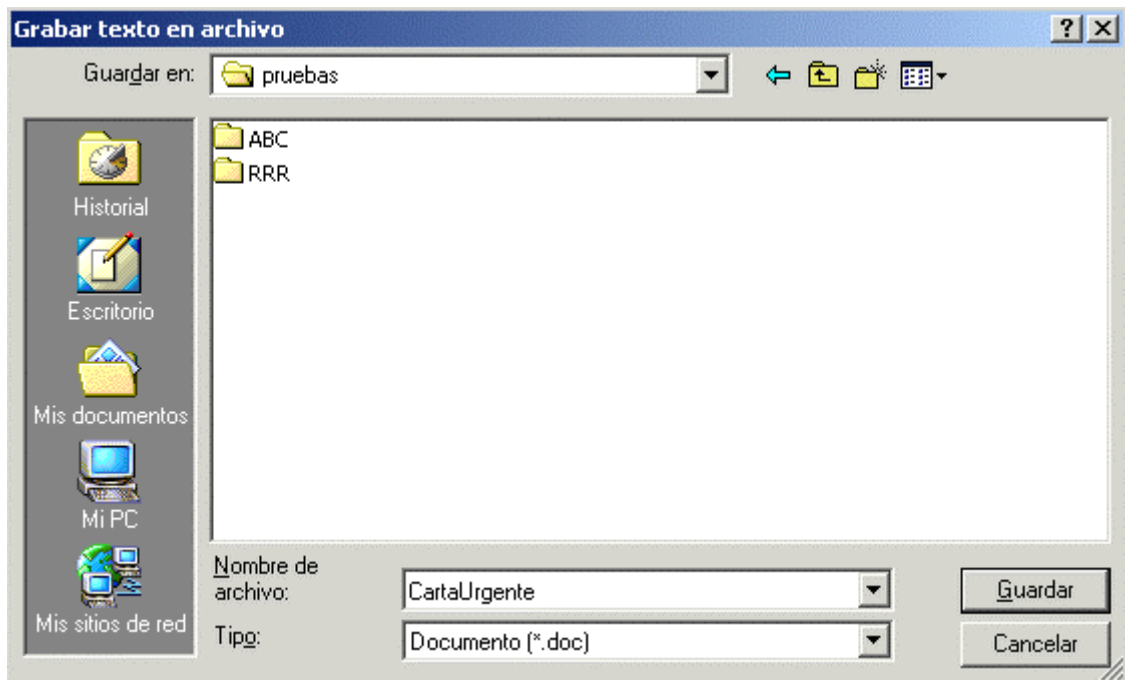 Grabar texto en archivo
Guardar en:
pruebas
ABC
RRR
Historial
Escritorio
Mis documentos
Mi PC
Mis sitios de red
Nombre de
archivo:
CartaUrgente
Guardar
Tipo:
Documento (*.doc)
Cancelar